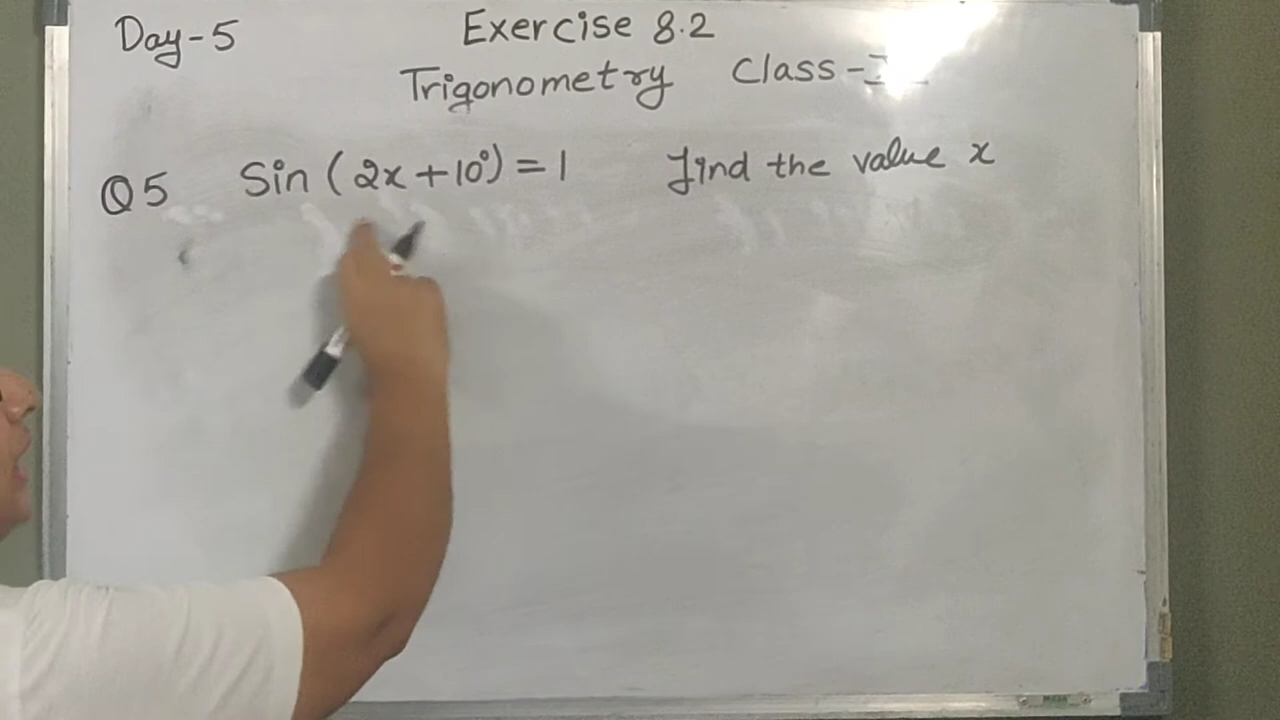 Day-5
Exercise 8.2
Trigonometry Class-
Q5 Sin (2x+10°) = 1 find the value x